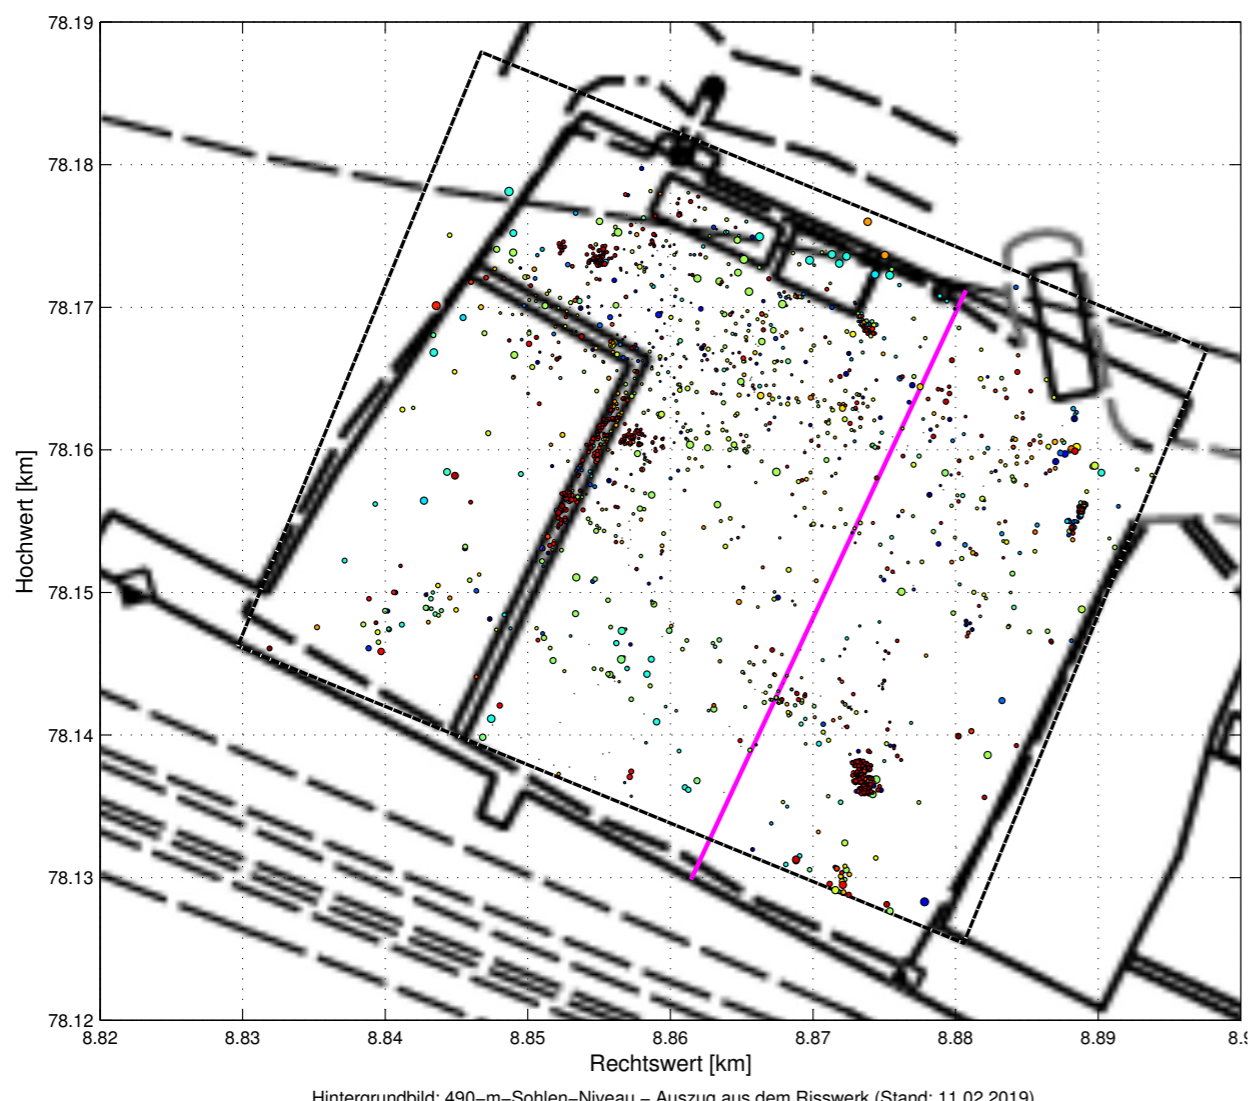 78.19
78.18
78.17
78.16
78.15
78.14
78.13
78.12
Hochwert [km]
8.82 8.83 8.84 8.85 8.86 8.87 8.88 8.89
Rechtswert [km]
Hintergrundbild: 490−m−Sohlen−Niveau − Auszug aus dem Risswerk (Stand: 11.02.2019)